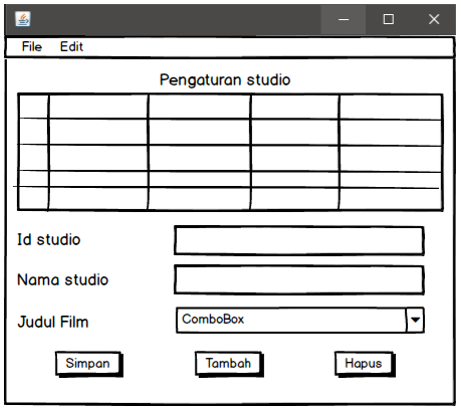 File Edit
Pengaturan studio
Id studio
Nama studio
Judul Film ComboBox
Simpan Tambah Hapus